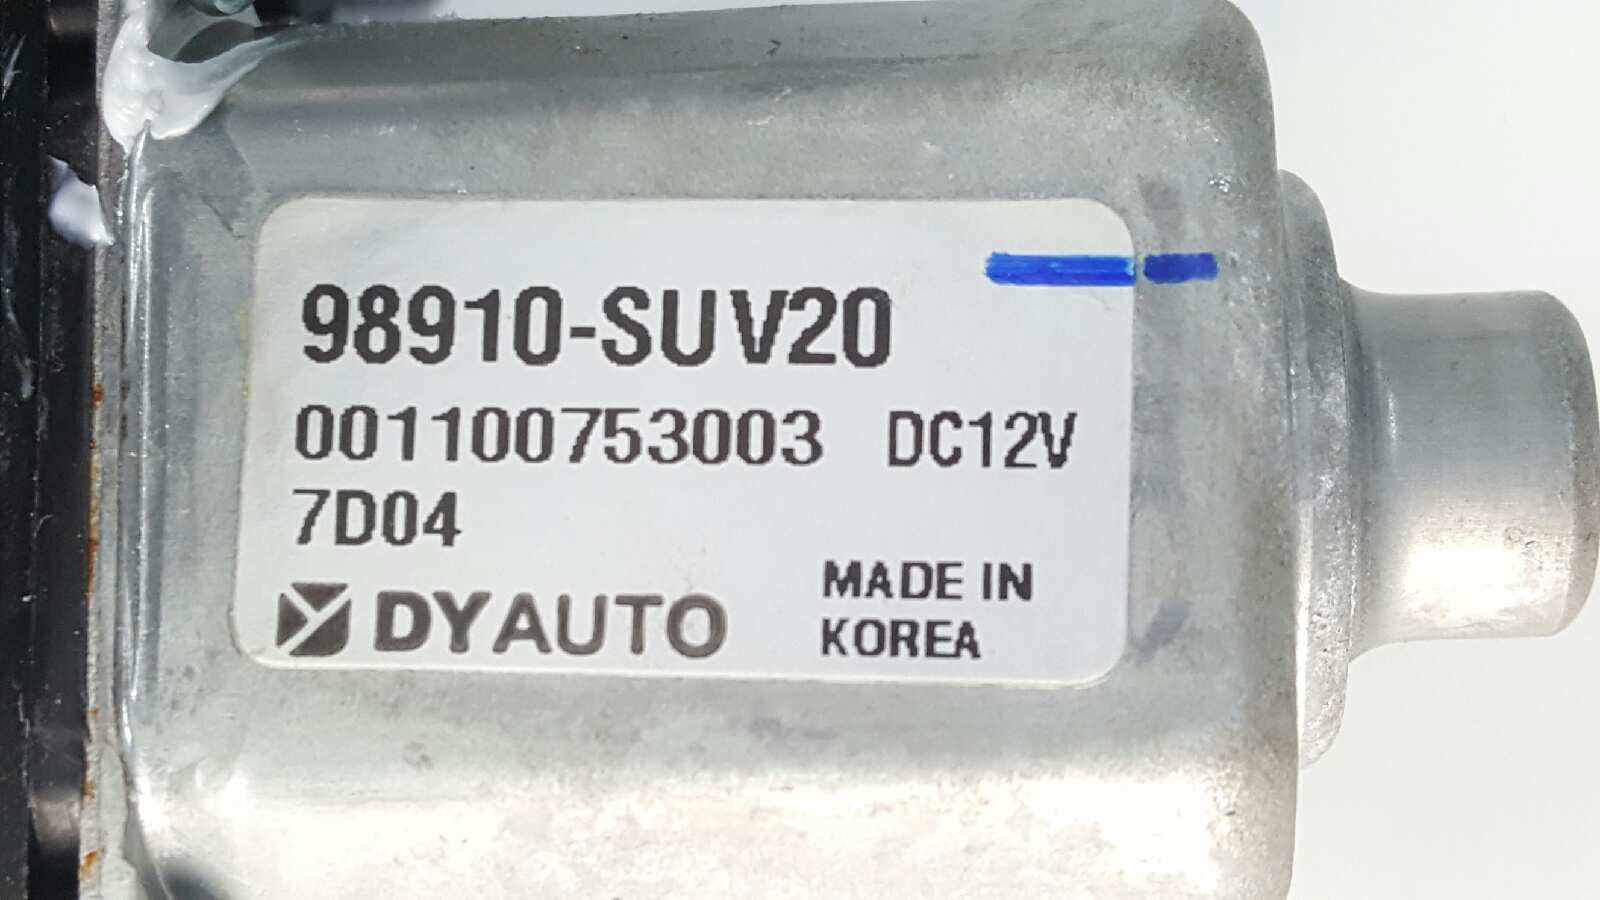 98910-SUV20
001100753003 DC12V
7D04
DYAUTO
MADE IN
KOREA